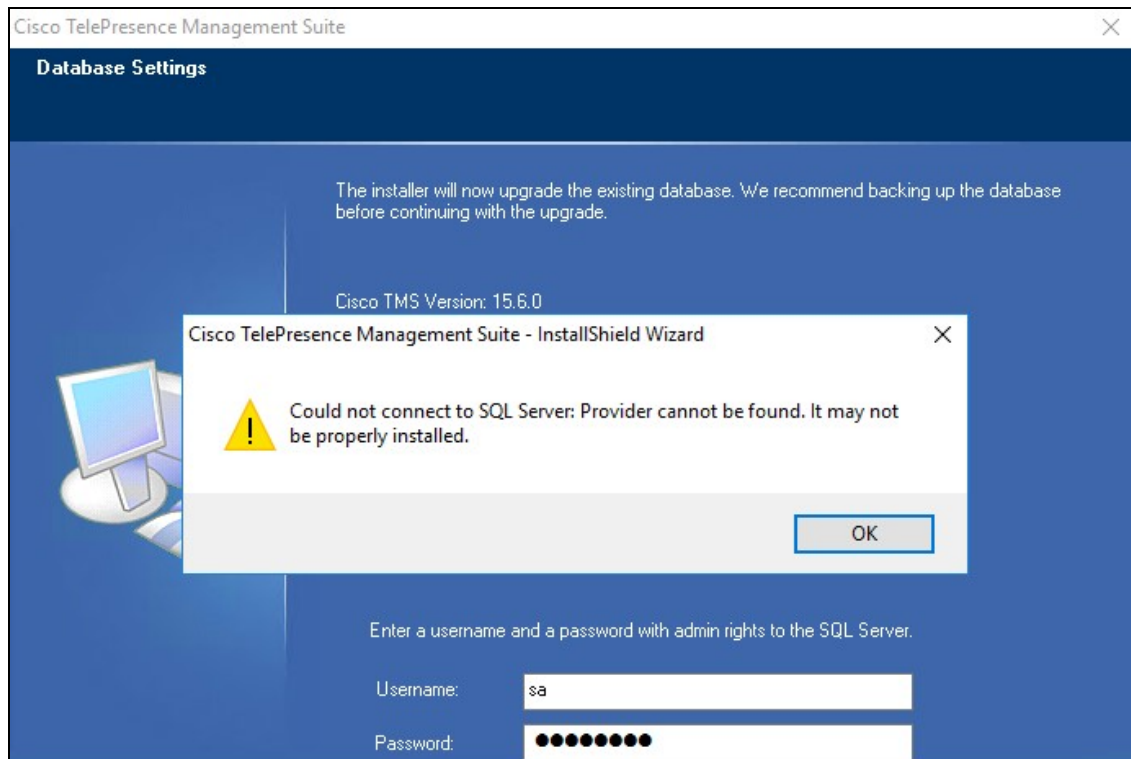 Cisco TelePresence Management Suite
Database Settings
The installer will now upgrade the existing database. We recommend backing up the database
before continuing with the upgrade.
Cisco TMS Version: 15.6.0
Cisco TelePresence Management Suite - InstallShield Wizard
Could not connect to SQL Server: Provider cannot be found. It may not
be properly installed.
OK
Enter a username and a password with admin rights to the SQL Server.
Username:
sa
Password:
●●●●●●●●